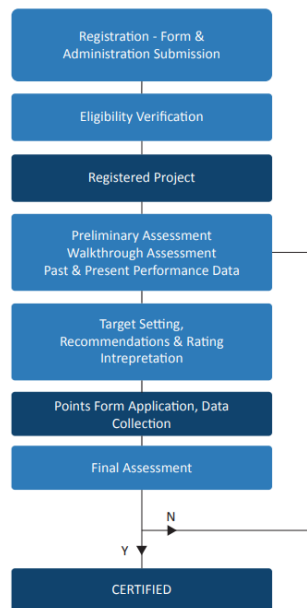 Registration - Form &
Administration Submission
Eligibility Verification
Registered Project
Preliminary Assessment
Walkthrough Assessment
Past & Present Performance Data
Target Setting,
Recommendations & Rating
Intrepretation
Points Form Application, Data
Collection
Final Assessment
N
Y
CERTIFIED